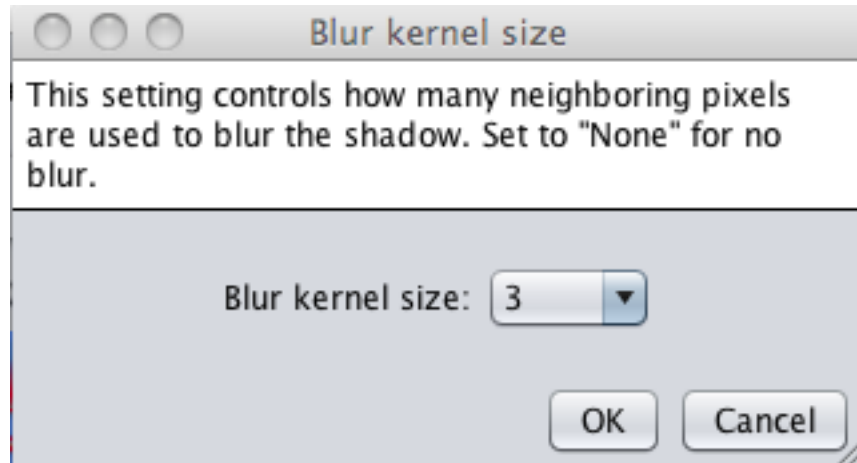 Blur kernel size
This setting controls how many neighboring pixels
are used to blur the shadow. Set to "None" for no
blur.
Blur kernel size: 3
OK Cancel